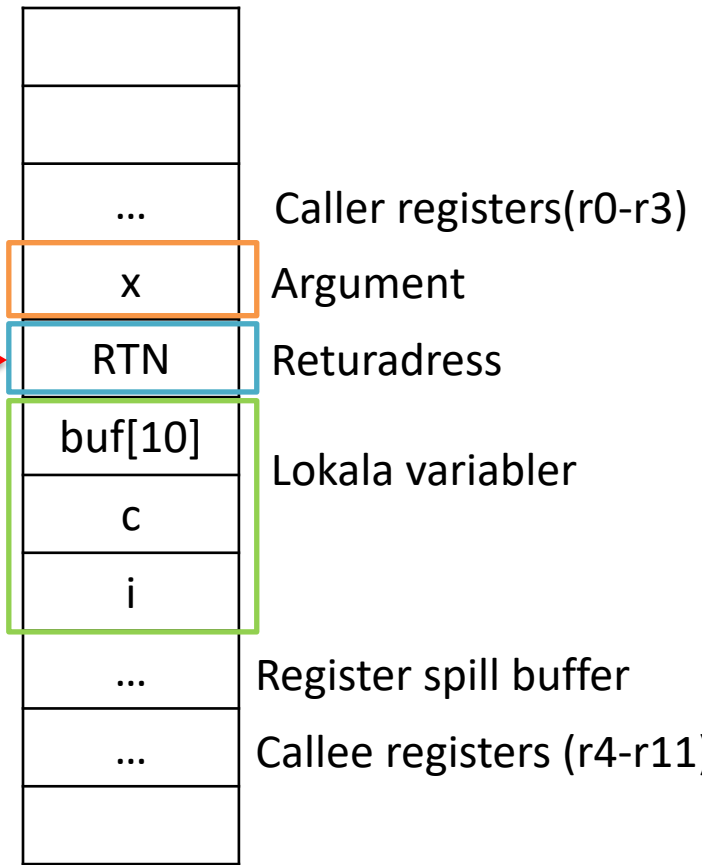 ... Caller registers(r0-r3)
x Argument
RTN Returadress
buf[10]
Lokala variabler
c
i
... Register spill buffer
... Callee registers (r4-r11)